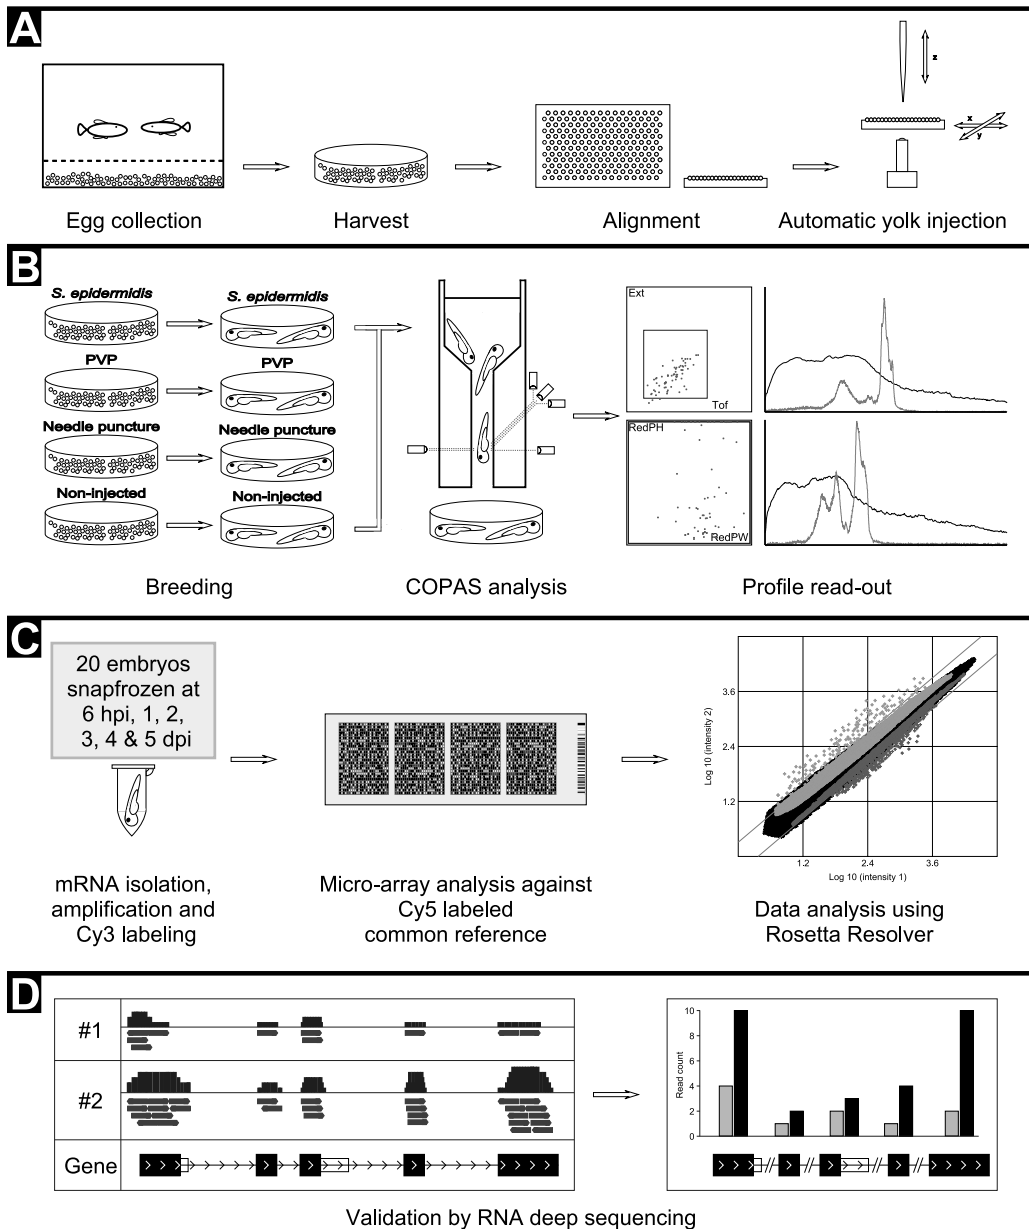 A
z
x
y
Egg collection
Harvest
Alignment
Automatic yolk injection
B
S. epidermidis
S. epidermidis
PVP
PVP
Needle puncture
Needle puncture
Non-injected
Non-injected
Ext
Tof
RedPH
RedPW
Breeding
COPAS analysis
Profile read-out
C
20 embryos
snapfrozen at
6 hpi, 1, 2,
3, 4 & 5 dpi
mRNA isolation,
amplification and
Cy3 labeling
Micro-array analysis against
Cy5 labeled
common reference
Log 10 (intensity 2)
3.6
2.4
1.2
1.2 2.4 3.6
Log 10 (intensity 1)
Data analysis using
Rosetta Resolver
D
#1
#2
Gene
Read count
10
8
6
4
2
0
Validation by RNA deep sequencing